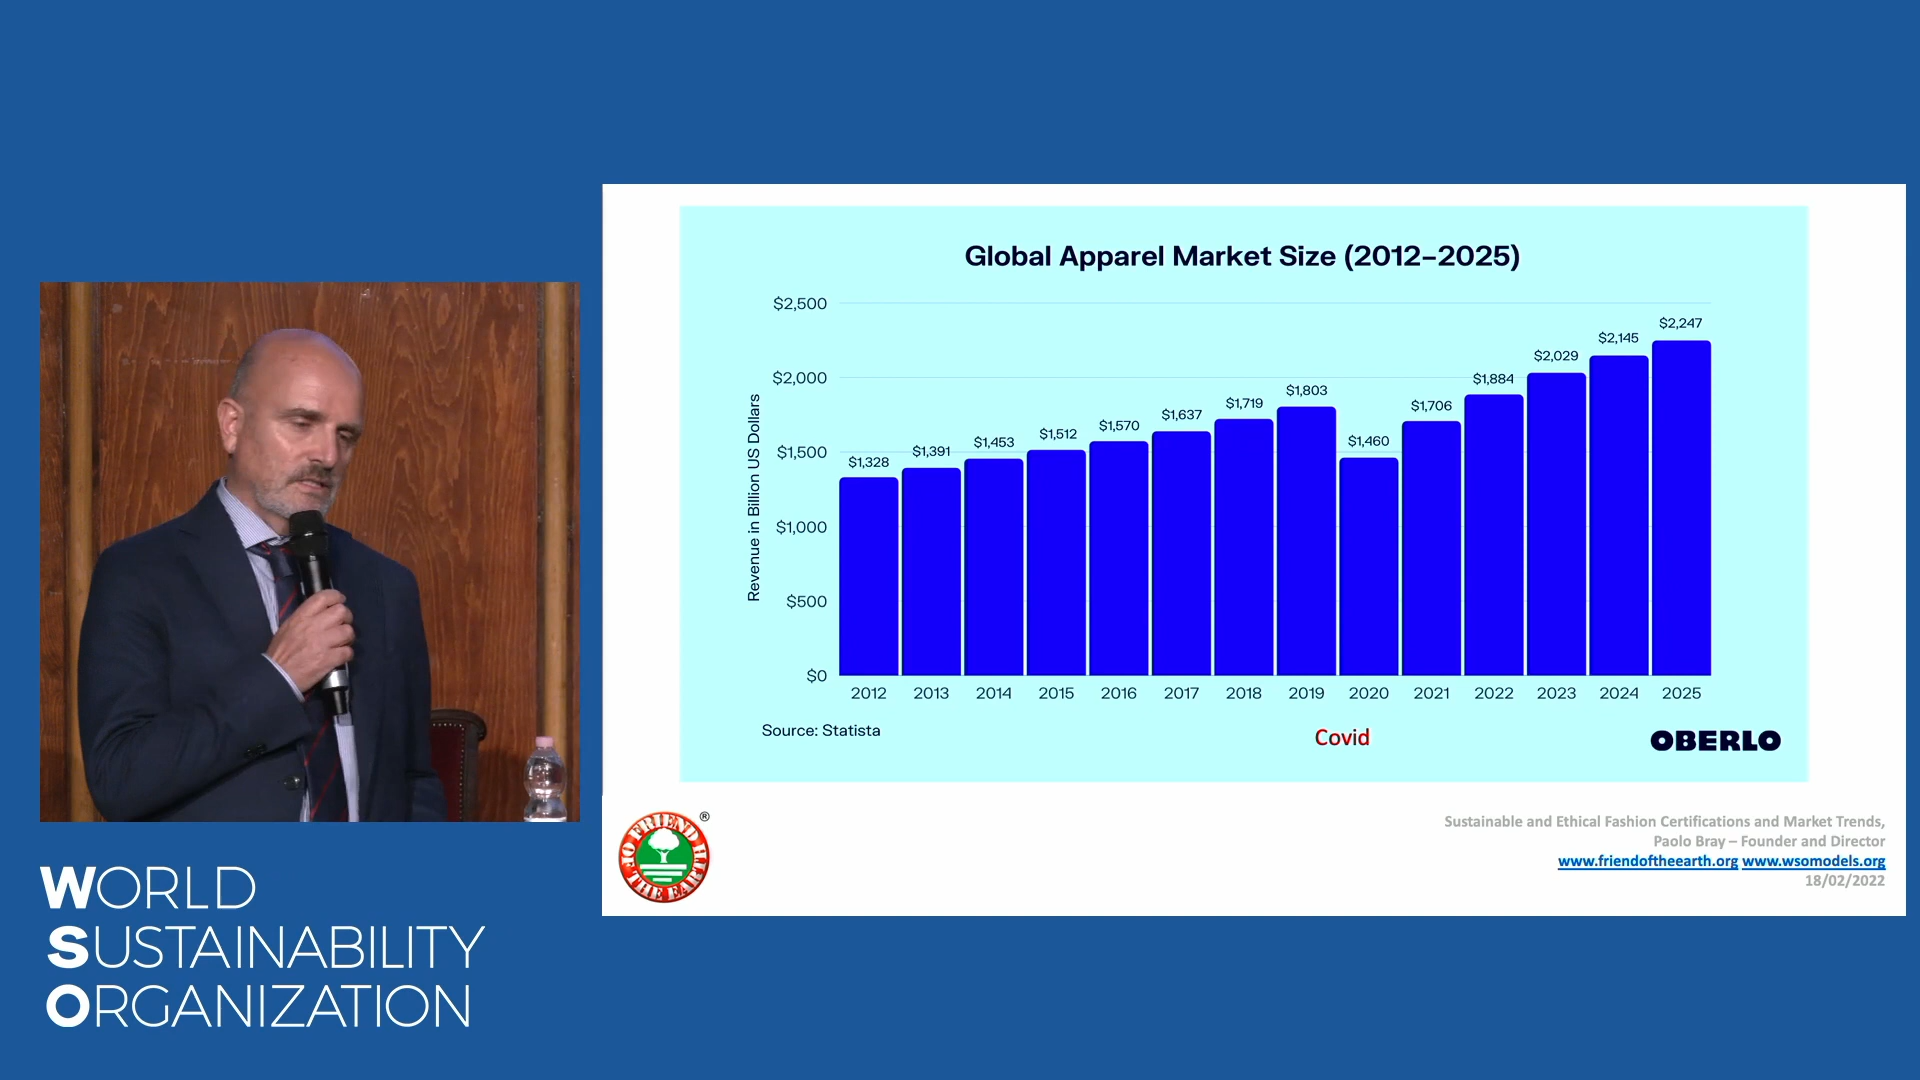 Global Apparel Market Size (2012–2025)
Revenue in Billion US Dollars
$2,500
$2,000
$1,500
$1,000
$500
$0
$1,328
$1,391
$1,453
$1,512
$1,570
$1,637
$1,719
$1,803
$1,460
$1,706
$1,884
$2,029
$2,145
$2,247
2012 2013 2014 2015 2016 2017 2018 2019 2020 2021 2022 2023 2024 2025
Source: Statista
Covid
OBERLO
FRIEND OF THE EARTH ®
Sustainable and Ethical Fashion Certifications and Market Trends,
Paolo Bray – Founder and Director
www.friendoftheearth.org www.wsomodels.org
18/02/2022
WORLD
SUSTAINABILITY
ORGANIZATION